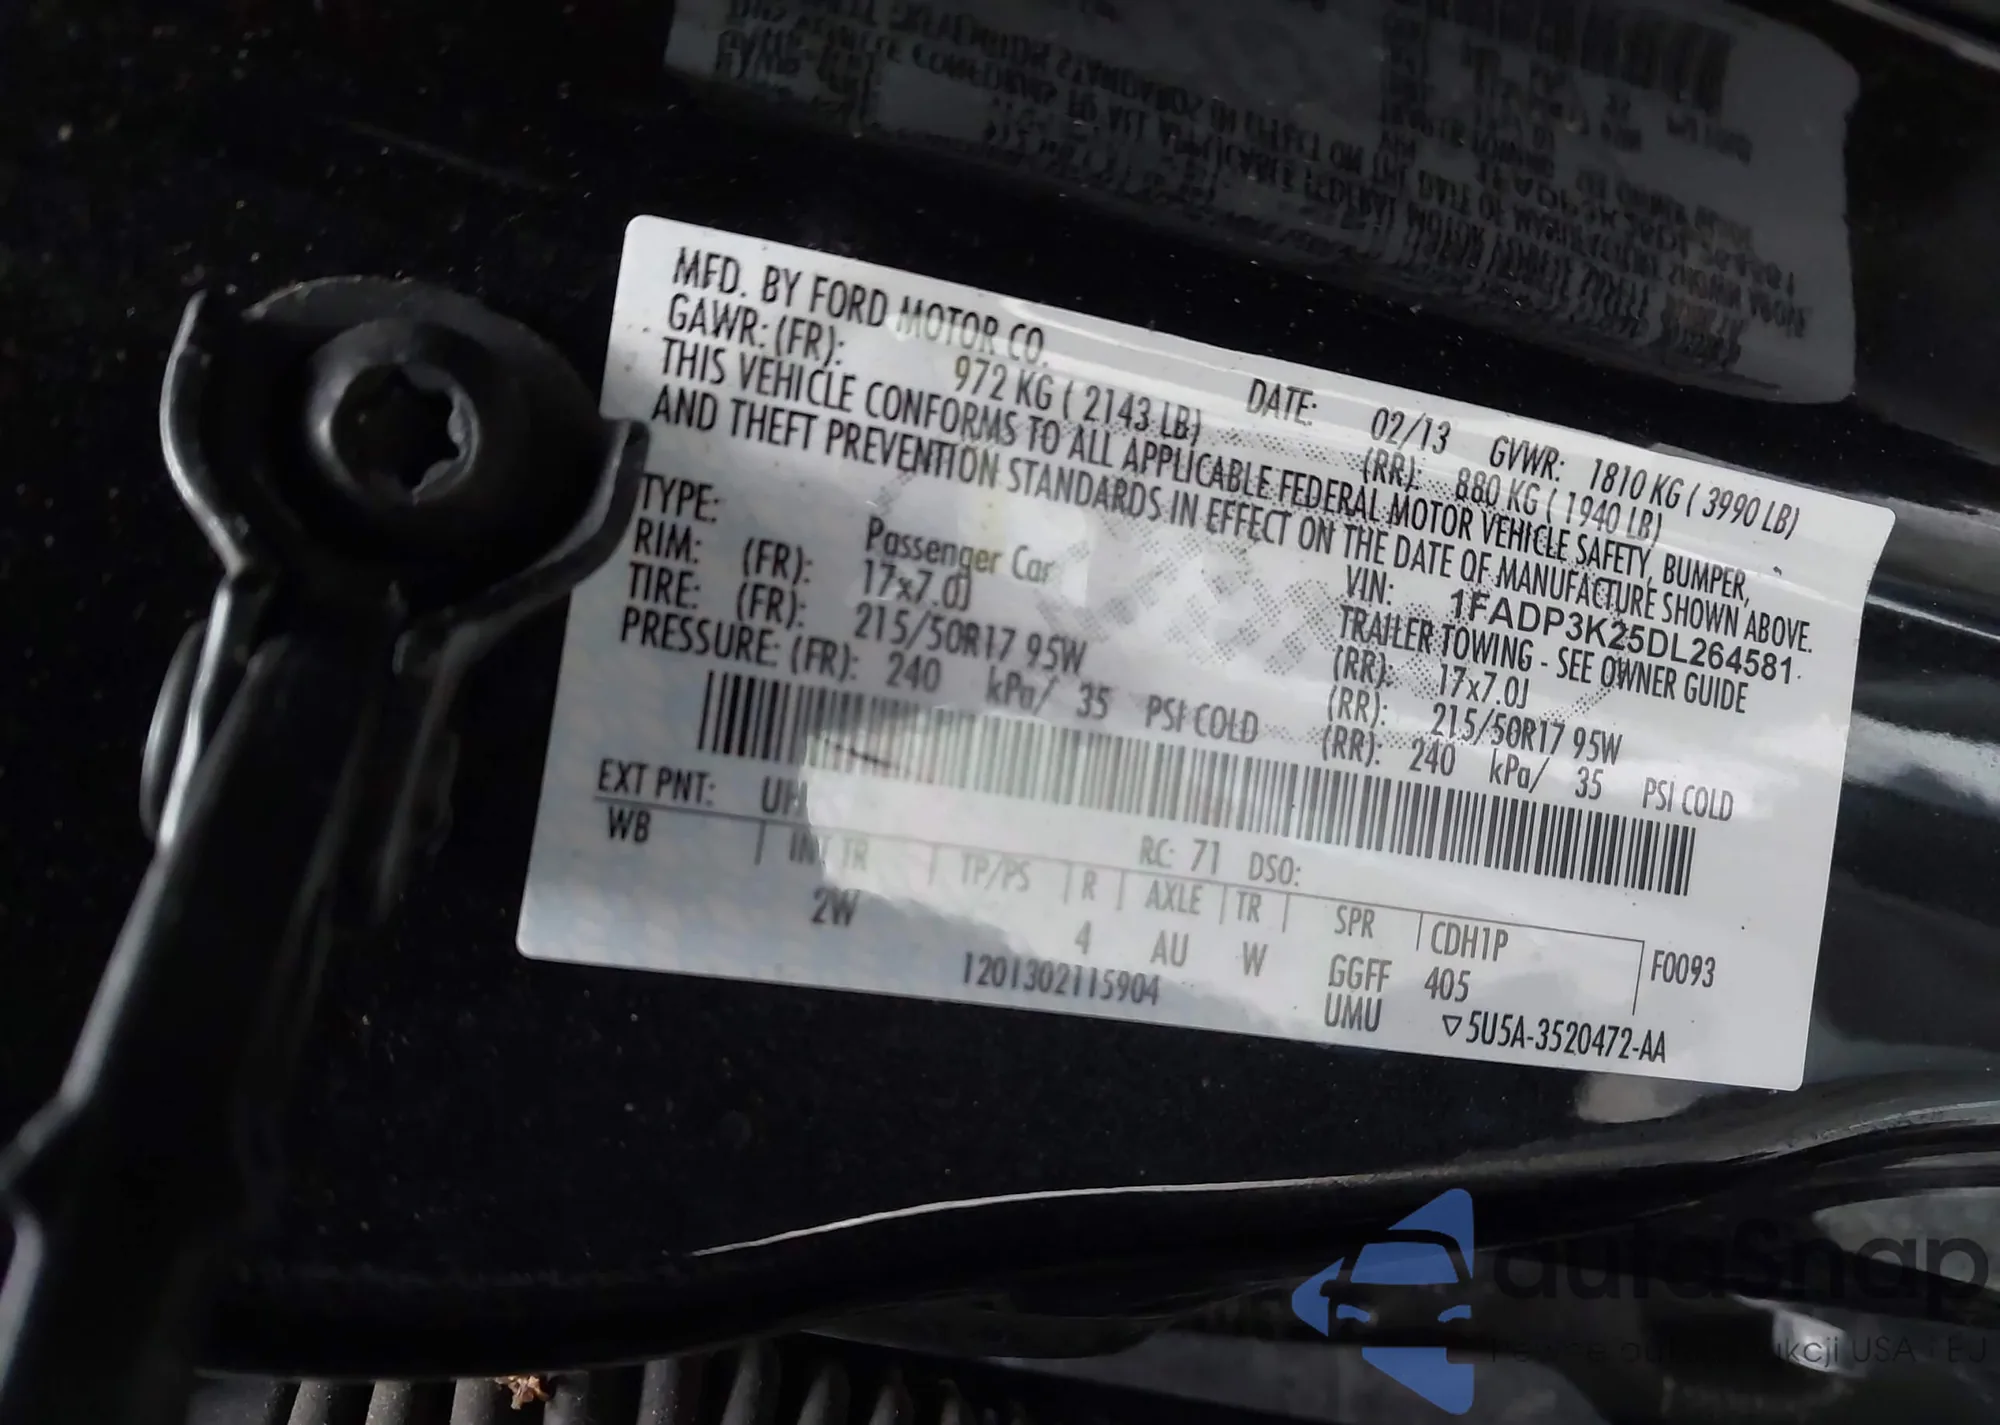 MFD. BY FORD MOTOR CO.
DATE: 02/13 GVWR: 1810 KG ( 3990 LB)
GAWR: (FR): 972 KG ( 2143 LB) (RR): 880 KG ( 1940 LB)
THIS VEHICLE CONFORMS TO ALL APPLICABLE FEDERAL MOTOR VEHICLE SAFETY, BUMPER,
AND THEFT PREVENTION STANDARDS IN EFFECT ON THE DATE OF MANUFACTURE SHOWN ABOVE.
VIN: 1FADP3K25DL264581
TYPE: Passenger Car TRAILER TOWING - SEE OWNER GUIDE
RIM: (FR): 17x7.0J (RR): 17x7.0J
TIRE: (FR): 215/50R17 95W (RR): 215/50R17 95W
PRESSURE: (FR): 240 kPa/ 35 PSI COLD (RR): 240 kPa/ 35 PSI COLD
EXT PNT: RC: 71 DSO:
WB INT TR TP/PS R AXLE TR SPR CDH1P F0093
2W 4 AU W GGFF 405
1201302115904 UMU ▽5U5A-3520472-AA
autaSnap